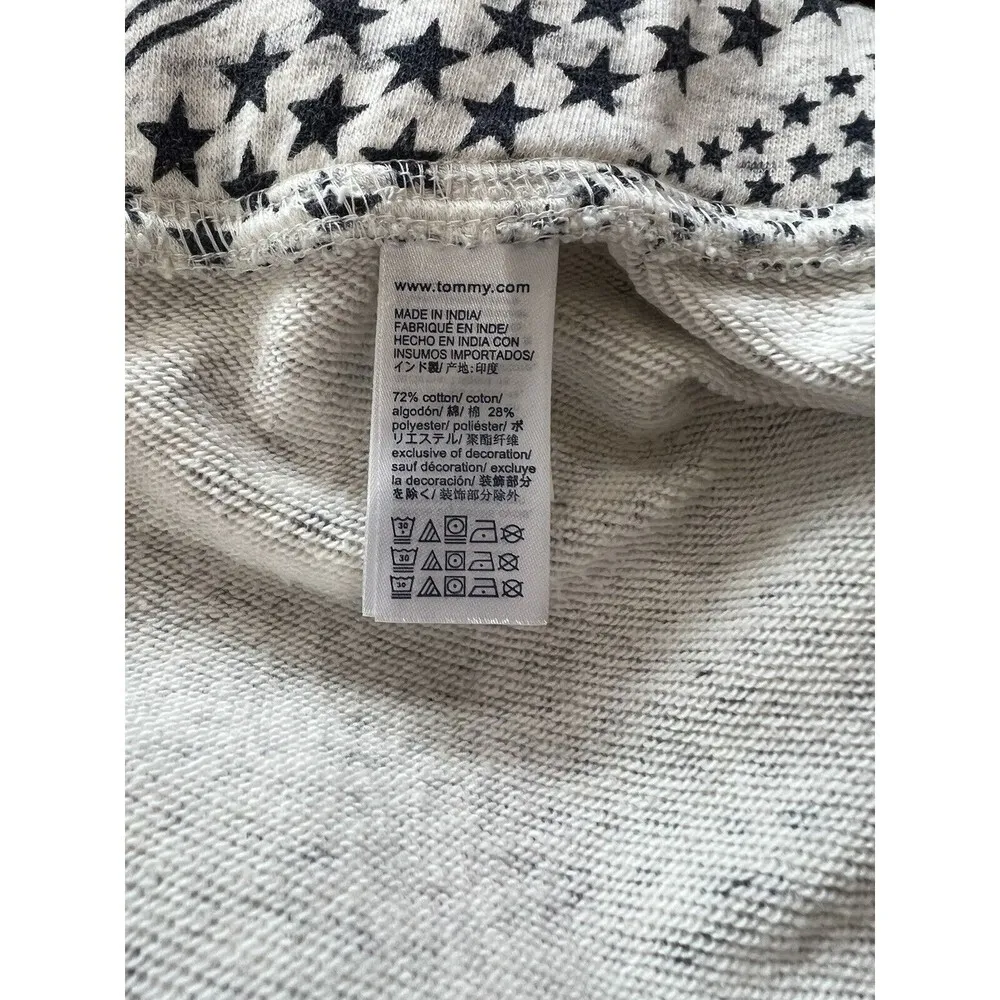 www.tommy.com
MADE IN INDIA/
FABRIQUÉ EN INDE/
HECHO EN INDIA CON
INSUMOS IMPORTADOS/
インド製/ 产地:印度
72% cotton/ coton/
algodón/ 綿/ 棉 28%
polyester/ poliéster/ ポ
リエステル/ 聚酯纤维
exclusive of decoration/
sauf décoration/ excluye
la decoración/ 装飾部分
を除く/ 装饰部分除外
30
30
30